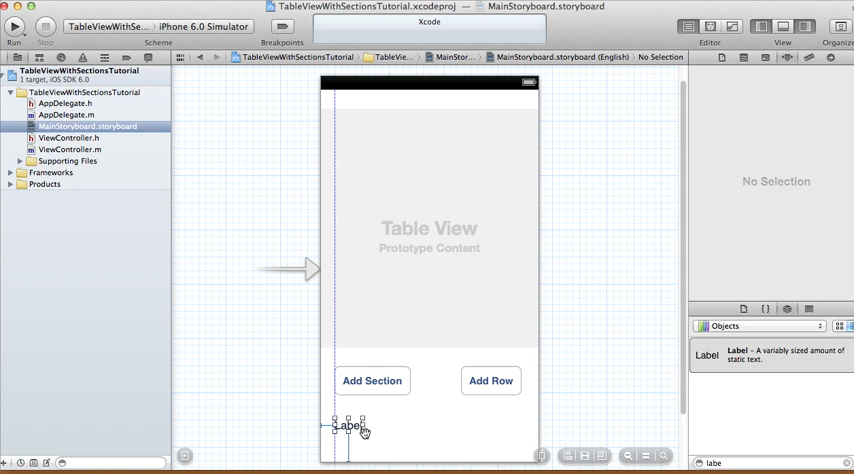 TableViewWithSectionsTutorial.xcodeproj — MainStoryboard.storyboard
TableViewWithSe... iPhone 6.0 Simulator
Xcode
Run Stop Scheme Breakpoints Editor View Organize
TableViewWithSectionsTutorial TableVie... MainStor... MainStoryboard.storyboard (English) No Selection
TableViewWithSectionsTutorial
1 target, iOS SDK 6.0
TableViewWithSectionsTutorial
h AppDelegate.h
m AppDelegate.m
MainStoryboard.storyboard
h ViewController.h
m ViewController.m
Supporting Files
Frameworks
Products
Table View
Prototype Content
Add Section
Add Row
Label
No Selection
Objects
Label
Label – A variably sized amount of
static text.
labe